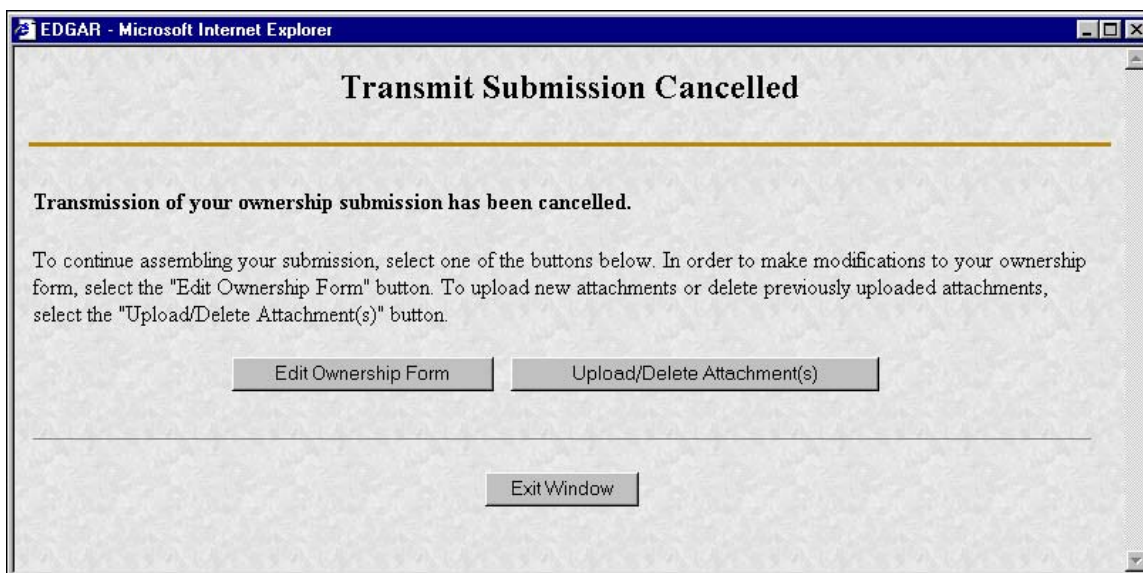 EDGAR - Microsoft Internet Explorer
Transmit Submission Cancelled
Transmission of your ownership submission has been cancelled.
To continue assembling your submission, select one of the buttons below. In order to make modifications to your ownership
form, select the "Edit Ownership Form" button. To upload new attachments or delete previously uploaded attachments,
select the "Upload/Delete Attachment(s)" button.
Edit Ownership Form Upload/Delete Attachment(s)
Exit Window